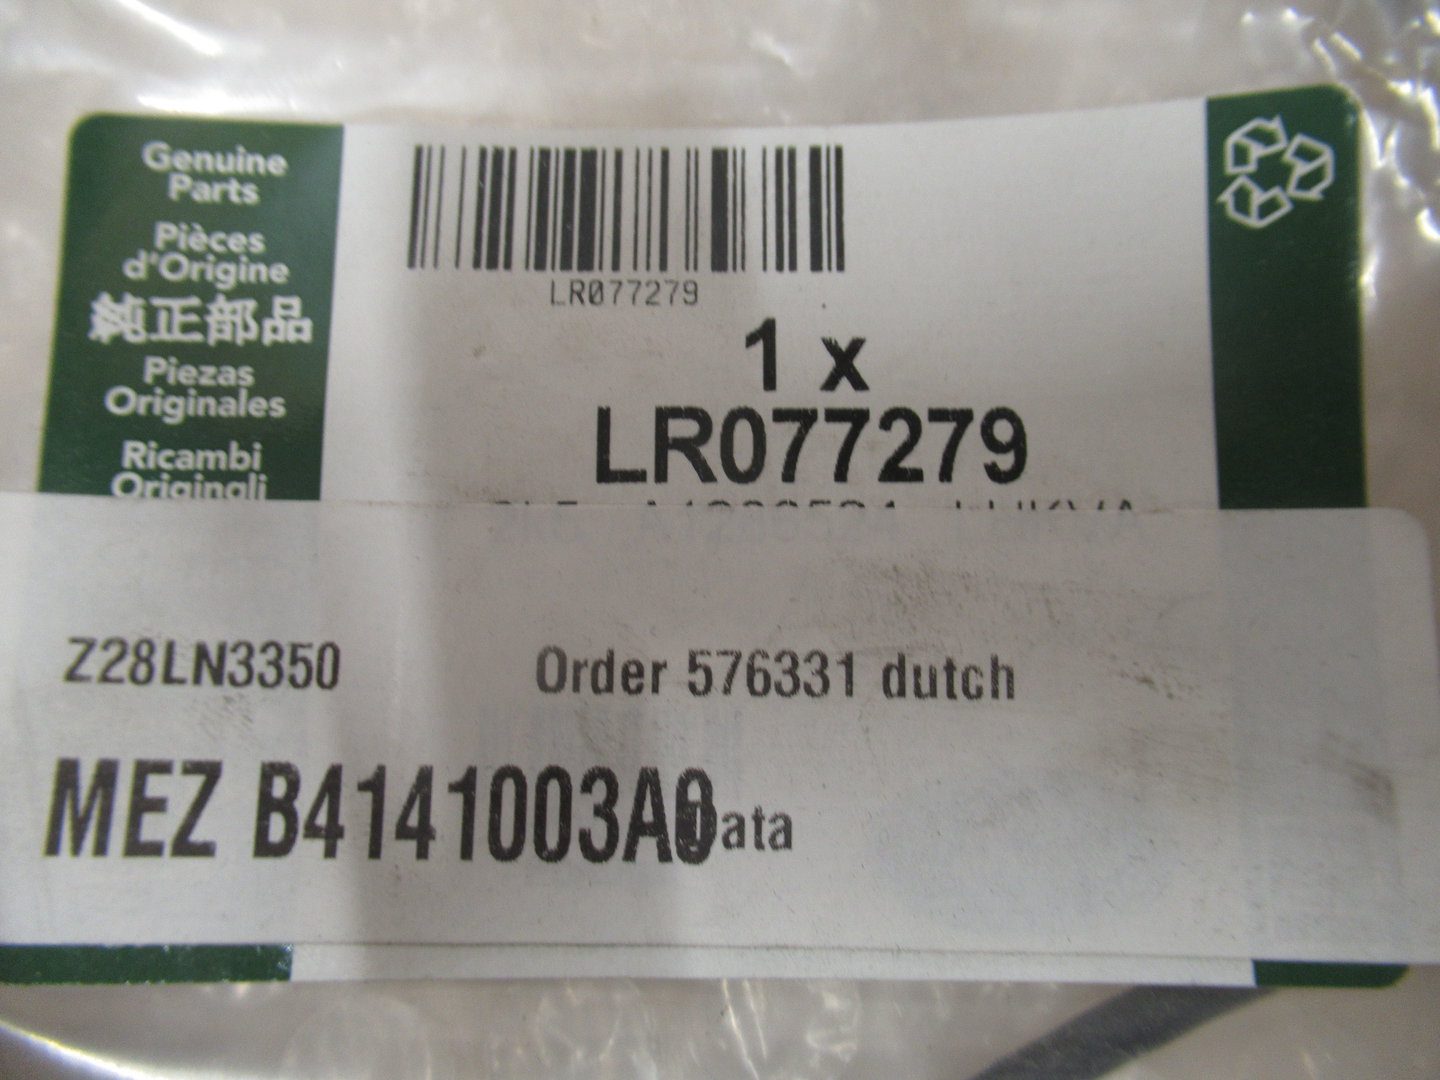 Genuine
Parts
Pièces
d'Origine
純正部品
Piezas
Originales
Ricambi
Originali
LR077279
1 x
LR077279
Z28LN3350
Order 576331 dutch
MEZ B4141003A0